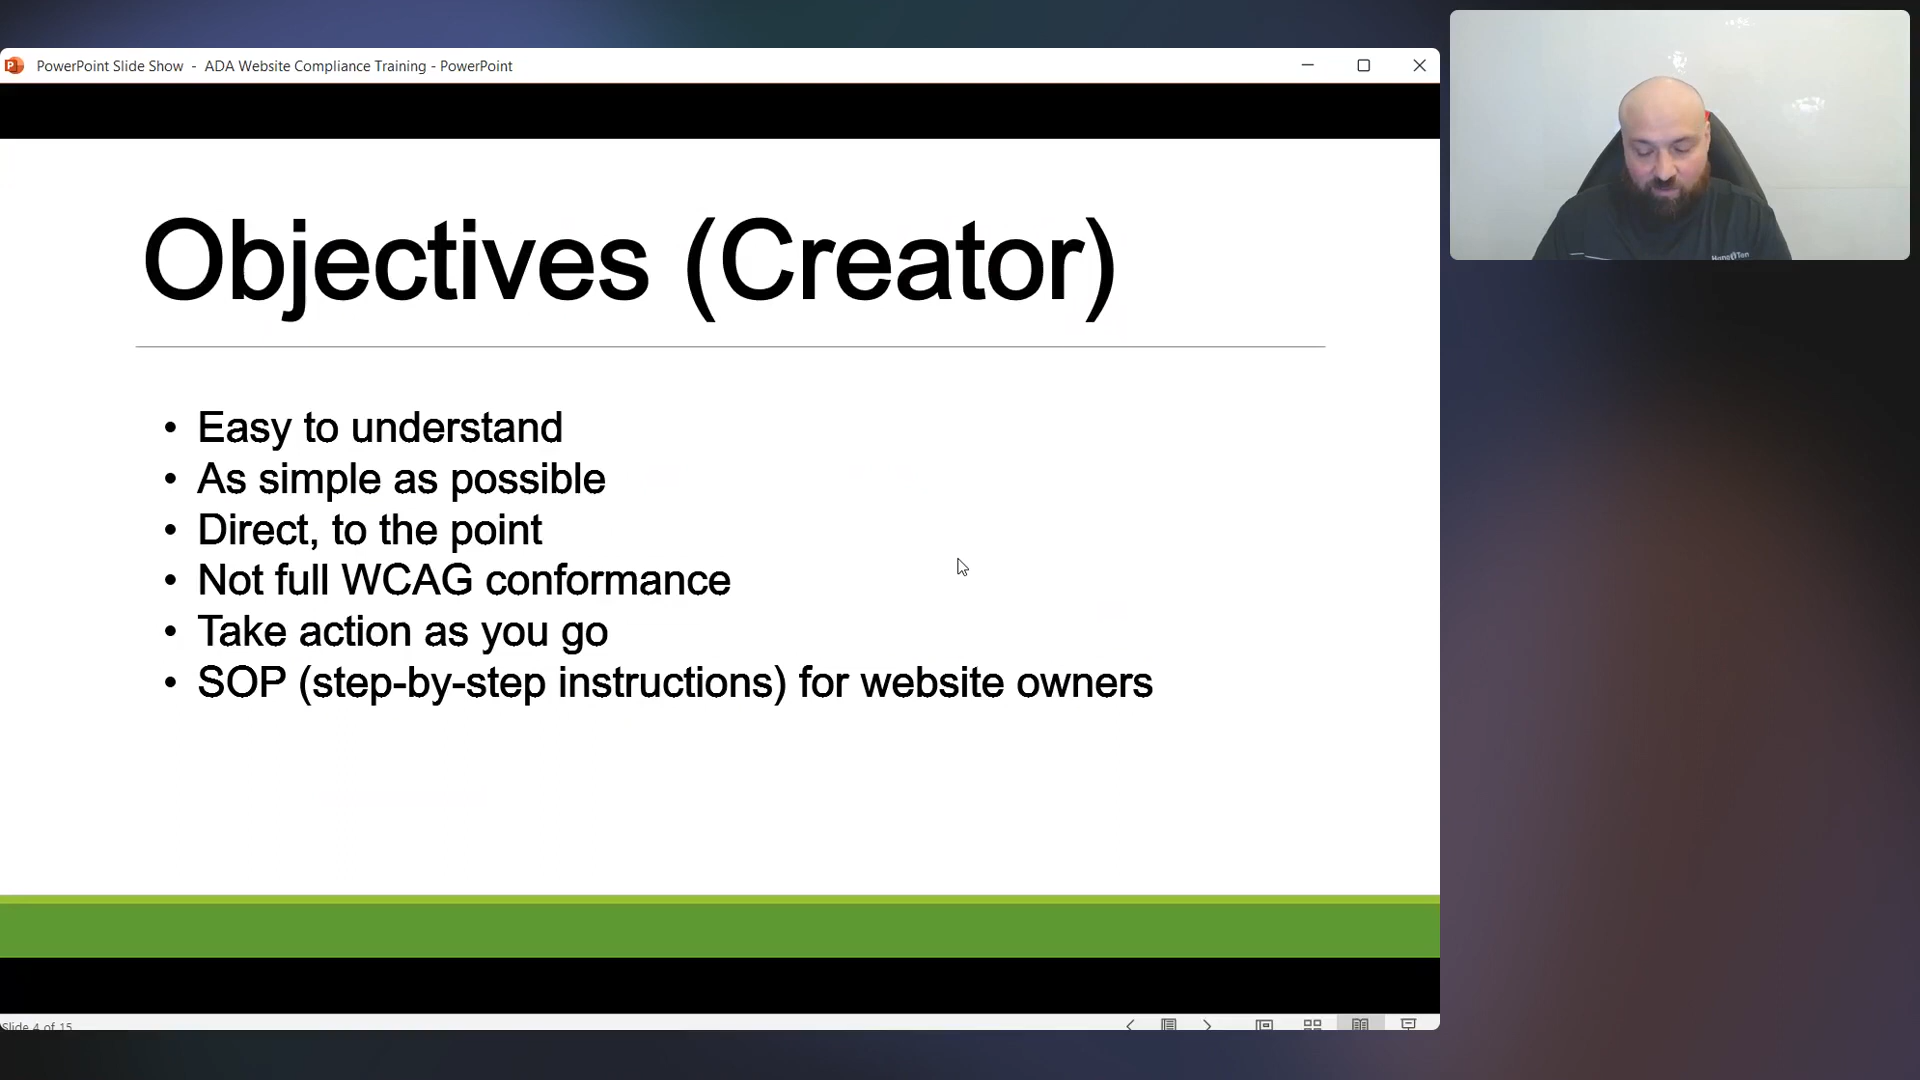 PowerPoint Slide Show - ADA Website Compliance Training - PowerPoint
Objectives (Creator)
• Easy to understand
• As simple as possible
• Direct, to the point
• Not full WCAG conformance
• Take action as you go
• SOP (step-by-step instructions) for website owners
Slide 4 of 15